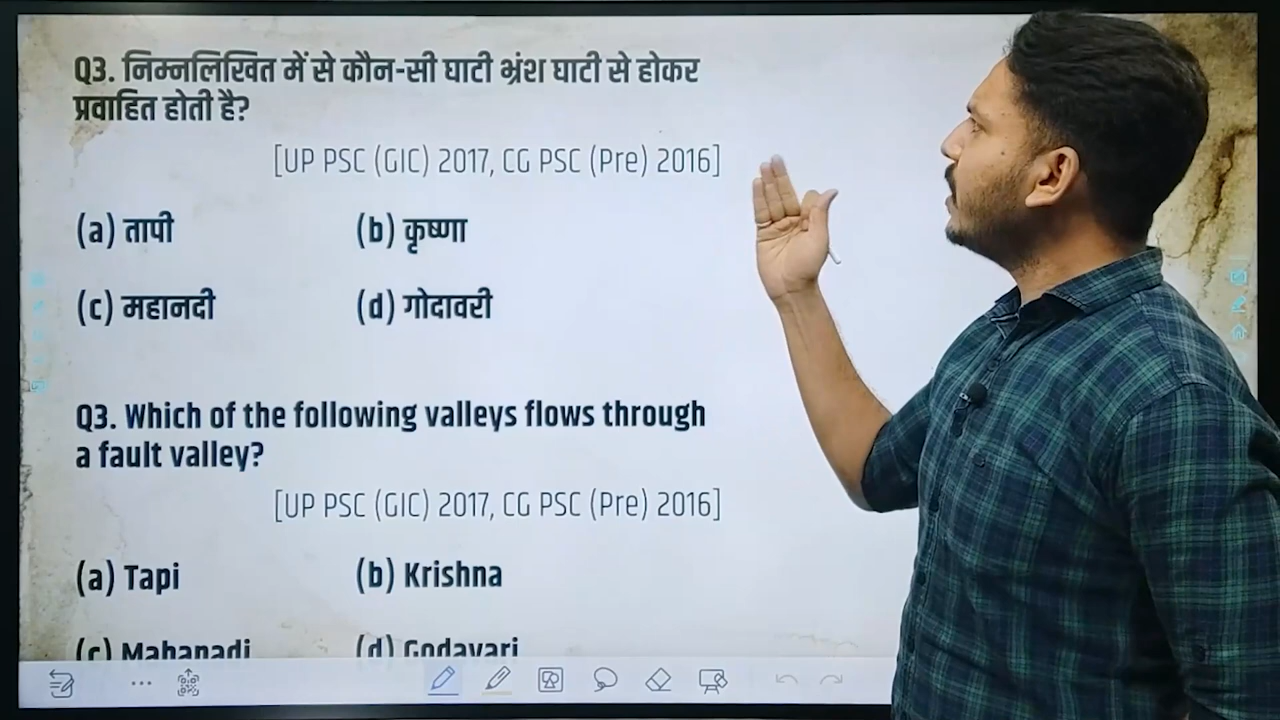 Q3. निम्नलिखित में से कौन-सी घाटी भ्रंश घाटी से होकर
प्रवाहित होती है?
[UP PSC (GIC) 2017, CG PSC (Pre) 2016]
(a) तापी (b) कृष्णा
(c) महानदी (d) गोदावरी
Q3. Which of the following valleys flows through
a fault valley?
[UP PSC (GIC) 2017, CG PSC (Pre) 2016]
(a) Tapi (b) Krishna
(c) Mahanadi (d) Godavari